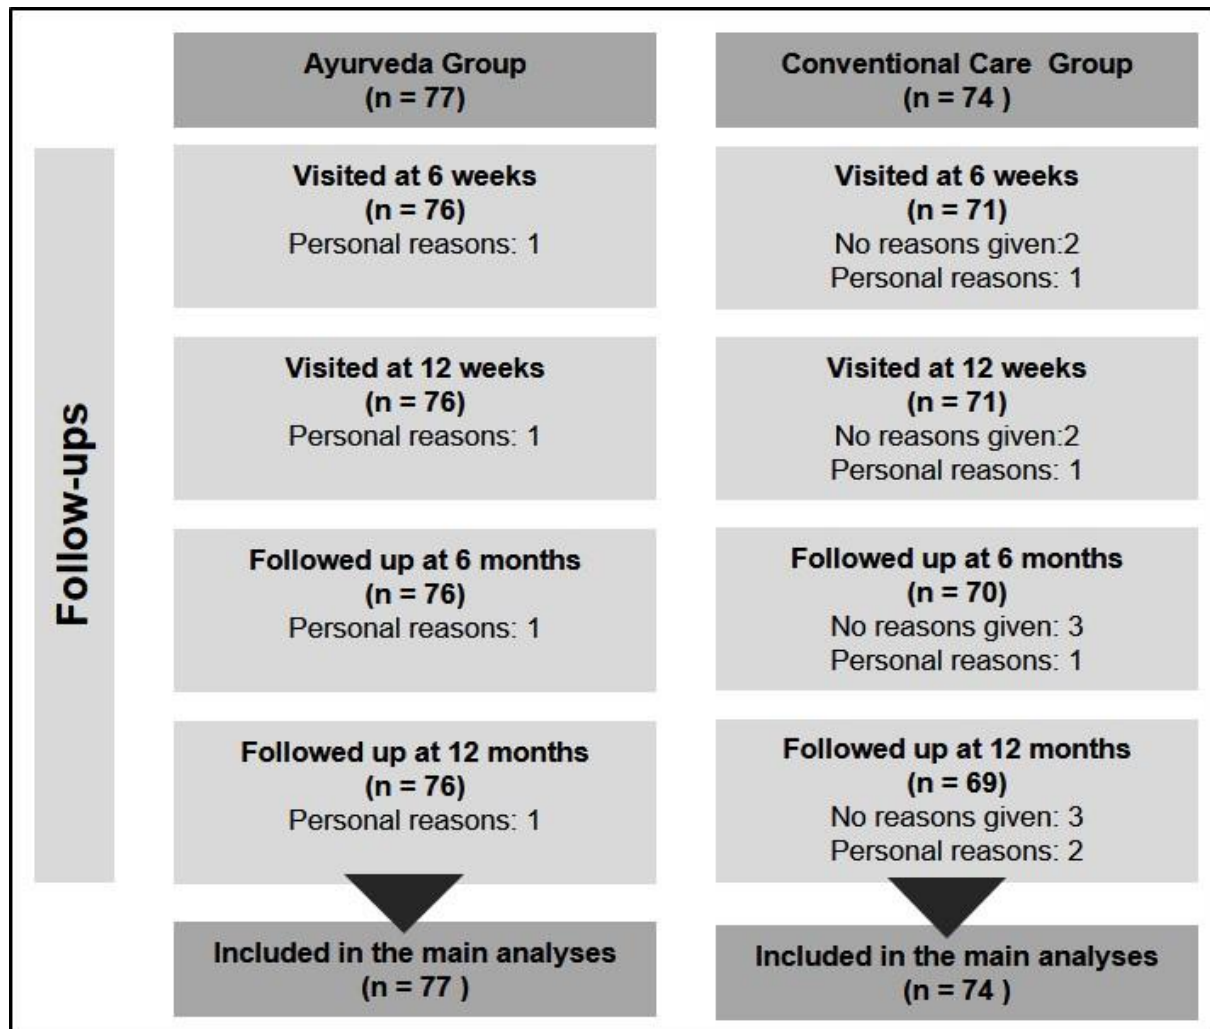 Ayurveda Group
(n = 77)
Conventional Care Group
(n = 74 )
Follow-ups
Visited at 6 weeks
(n = 76)
Personal reasons: 1
Visited at 6 weeks
(n = 71)
No reasons given:2
Personal reasons: 1
Visited at 12 weeks
(n = 76)
Personal reasons: 1
Visited at 12 weeks
(n = 71)
No reasons given:2
Personal reasons: 1
Followed up at 6 months
(n = 76)
Personal reasons: 1
Followed up at 6 months
(n = 70)
No reasons given: 3
Personal reasons: 1
Followed up at 12 months
(n = 76)
Personal reasons: 1
Followed up at 12 months
(n = 69)
No reasons given: 3
Personal reasons: 2
Included in the main analyses
(n = 77 )
Included in the main analyses
(n = 74 )